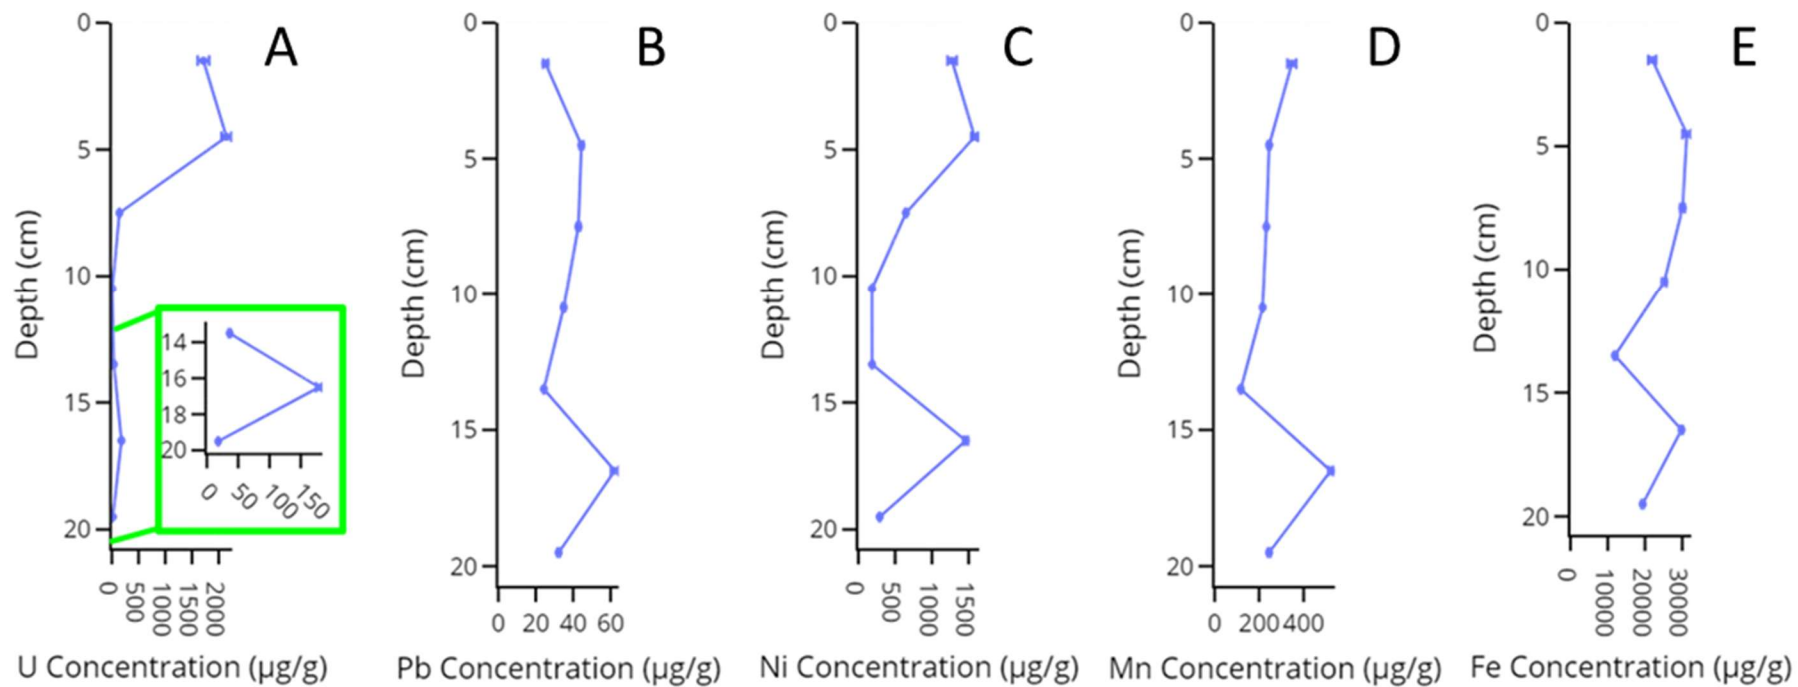 A
0
5
10
15
20
Depth (cm)
14
16
18
20
0
50
100
150
0
500
1000
1500
2000
U Concentration (µg/g)
B
0
5
10
15
20
Depth (cm)
0 20 40 60
Pb Concentration (µg/g)
C
0
5
10
15
20
Depth (cm)
0
500
1000
1500
Ni Concentration (µg/g)
D
0
5
10
15
20
Depth (cm)
0 200 400
Mn Concentration (µg/g)
E
0
5
10
15
20
Depth (cm)
0
10000
20000
30000
Fe Concentration (µg/g)